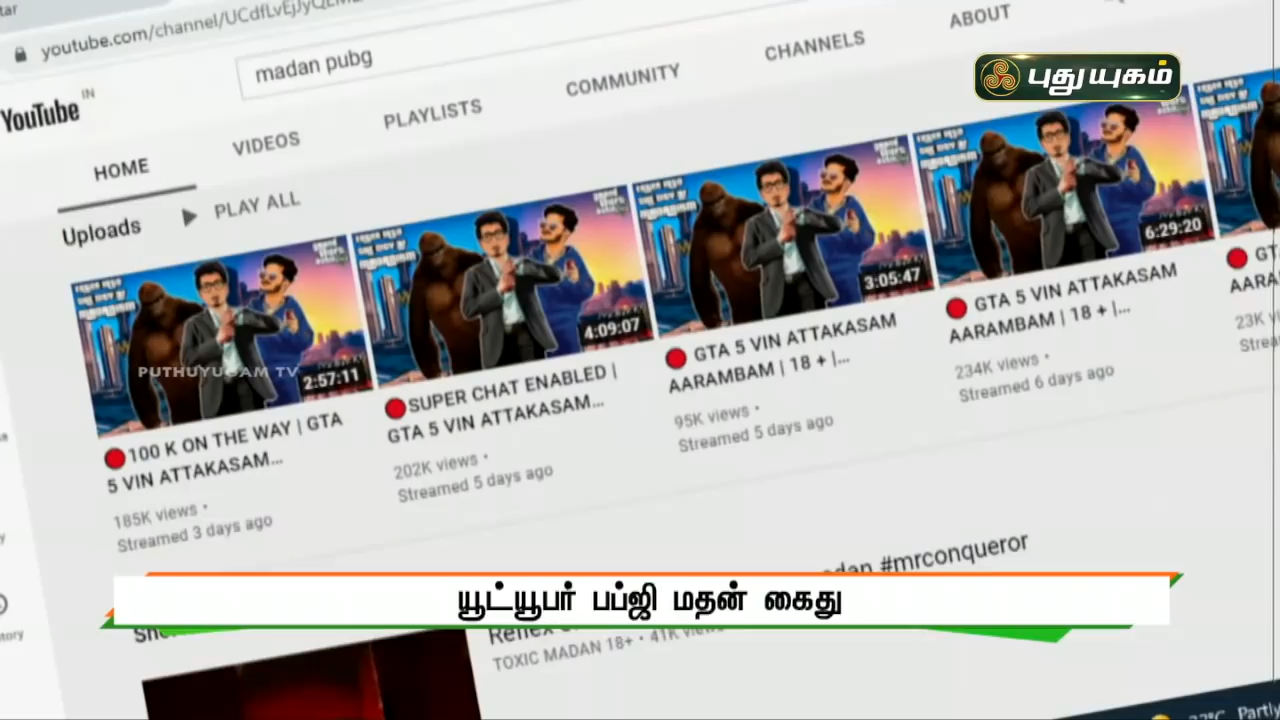 youtube.com/channel/UCdfLvEjJyQ
YouTube IN
madan pubg
புதுயுகம்
HOME
VIDEOS
PLAYLISTS
COMMUNITY
CHANNELS
ABOUT
Uploads
PLAY ALL
2:57:11
4:09:07
3:05:47
6:29:20
PUTHUYUGAM TV
100 K ON THE WAY | GTA
5 VIN ATTAKASAM...
185K views •
Streamed 3 days ago
SUPER CHAT ENABLED |
GTA 5 VIN ATTAKASAM...
202K views •
Streamed 5 days ago
GTA 5 VIN ATTAKASAM
AARAMBAM | 18 + |...
95K views •
Streamed 5 days ago
GTA 5 VIN ATTAKASAM
AARAMBAM | 18 + |...
234K views •
Streamed 6 days ago
23K
#mrconqueror
யூட்யூபர் பப்ஜி மதன் கைது
TOXIC MADAN 18+ • 41K views